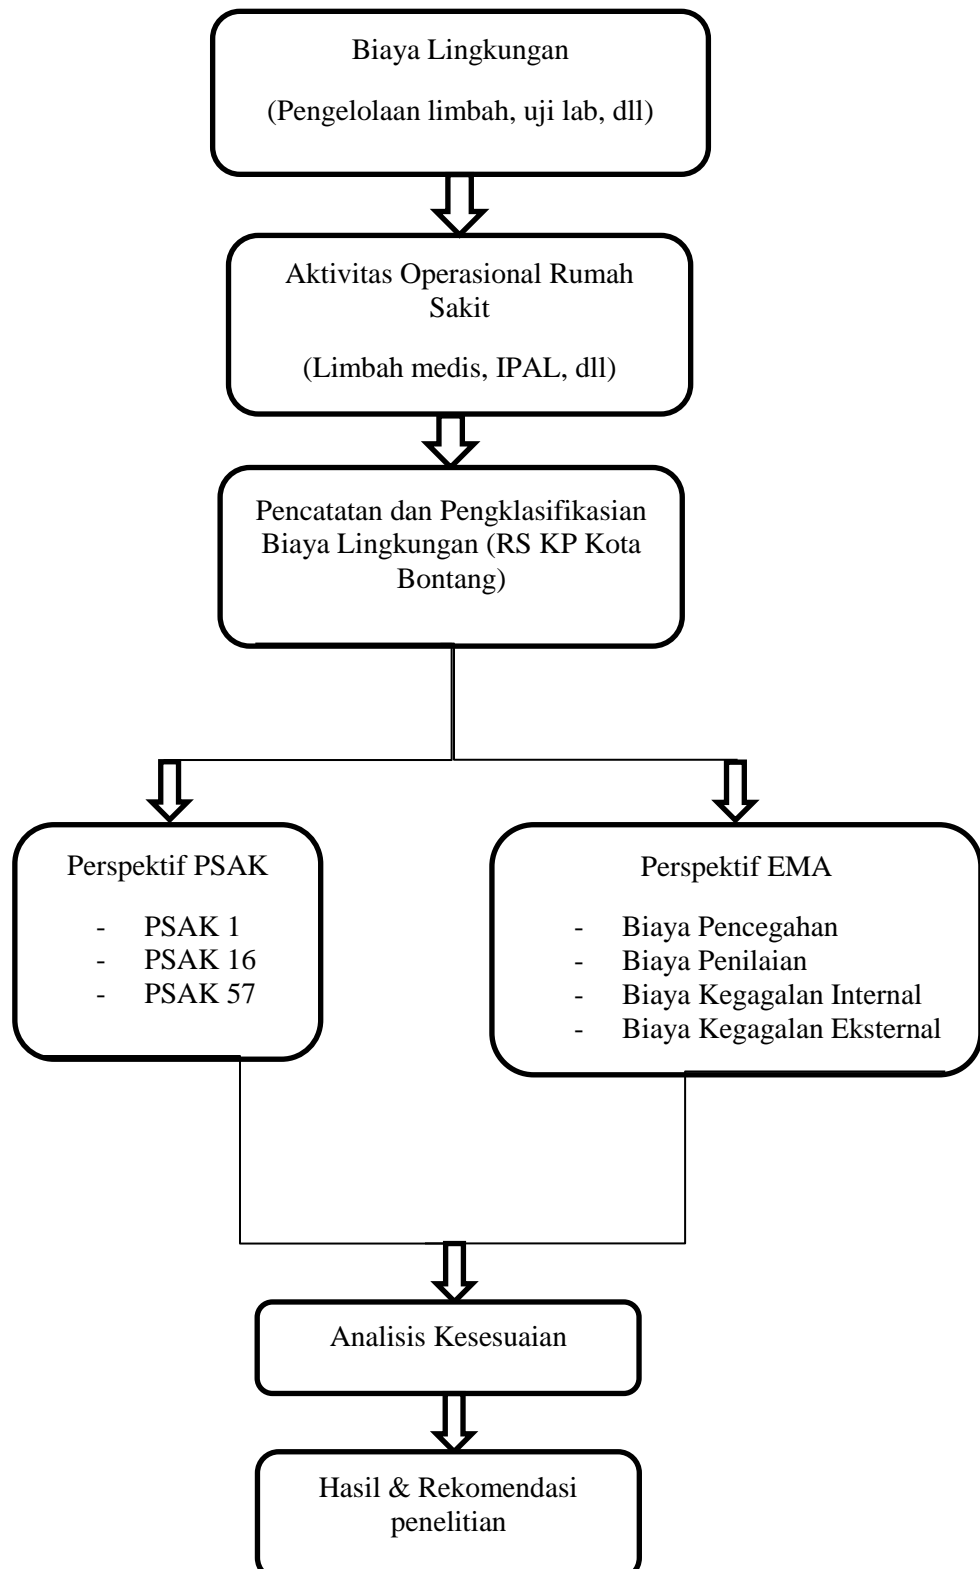 Biaya Lingkungan
(Pengelolaan limbah, uji lab, dll)
Aktivitas Operasional Rumah
Sakit
(Limbah medis, IPAL, dll)
Pencatatan dan Pengklasifikasian
Biaya Lingkungan (RS KP Kota
Bontang)
Perspektif PSAK
- PSAK 1
- PSAK 16
- PSAK 57
Perspektif EMA
- Biaya Pencegahan
- Biaya Penilaian
- Biaya Kegagalan Internal
- Biaya Kegagalan Eksternal
Analisis Kesesuaian
Hasil & Rekomendasi
penelitian